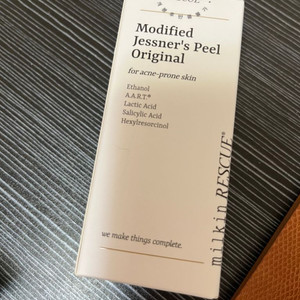 Modified
Jessner's Peel
Original
for acne-prone skin
Ethanol
A.A.R.T.®
Lactic Acid
Salicylic Acid
Hexylresorcinol
milkin RESCUE®
we make things complete.